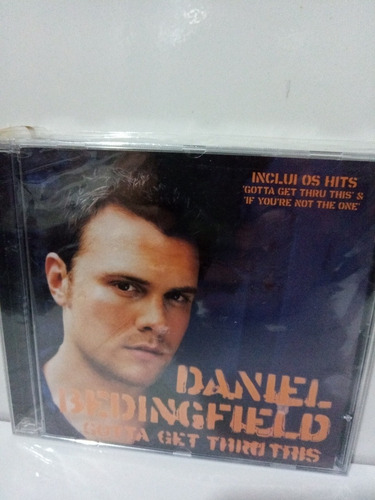 INCLUI OS HITS
'GOTTA GET THRU THIS' &
'IF YOU'RE NOT THE ONE'
DANIEL
BEDINGFIELD
GOTTA GET THRU THIS